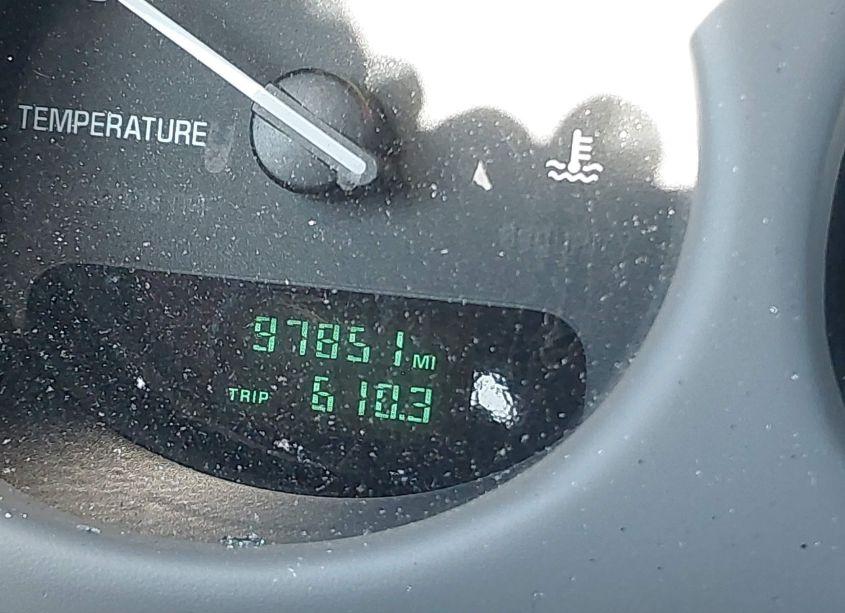 TEMPERATURE
97851 MI
TRIP 610.3